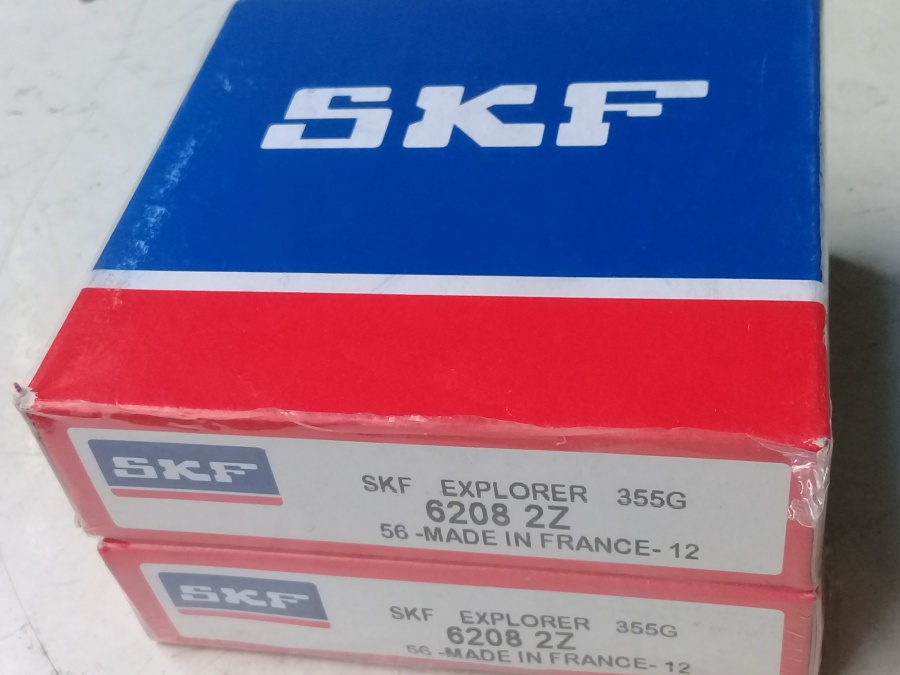 SKF
SKF
SKF EXPLORER 355G
6208 2Z
56 -MADE IN FRANCE- 12
SKF
SKF EXPLORER 355G
6208 2Z
56 -MADE IN FRANCE- 12